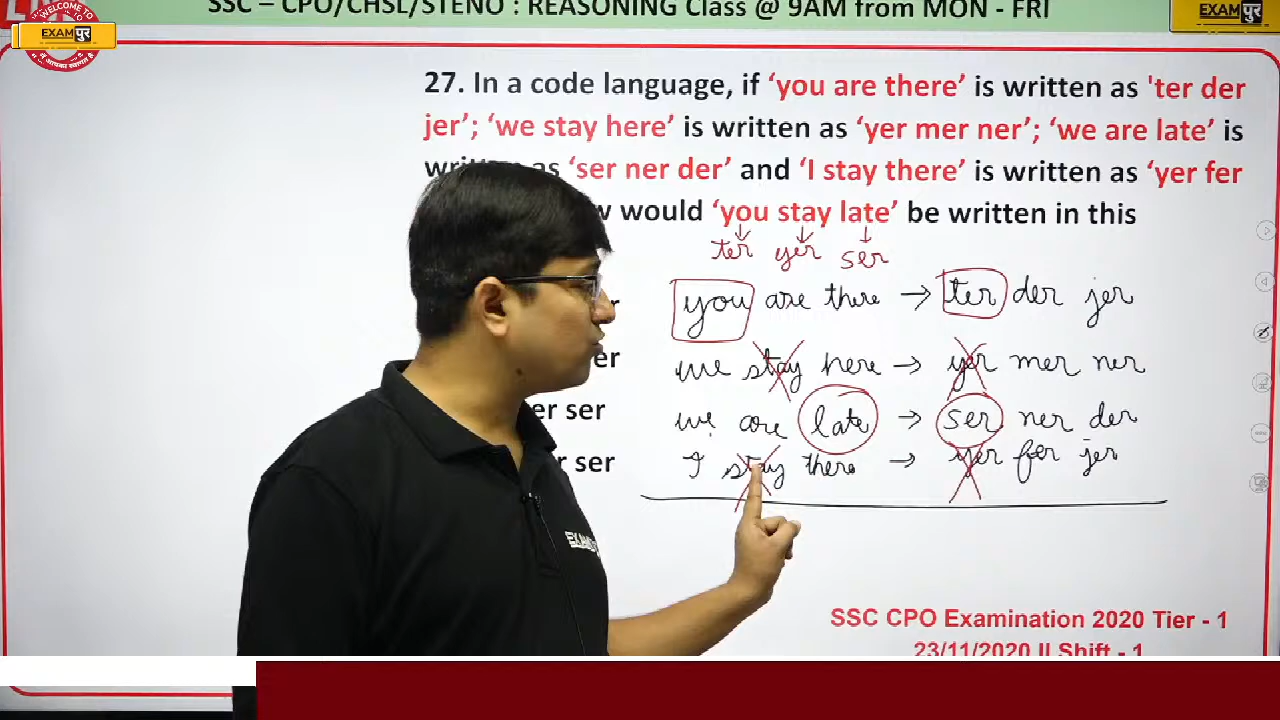 SSC – CPO/CHSL/STENO : REASONING Class @ 9AM from MON - FRI
WELCOME TO
EXAMपुर
EXAMपुर
27. In a code language, if ‘you are there’ is written as 'ter der
jer’; ‘we stay here’ is written as ‘yer mer ner’; ‘we are late’ is
as ‘ser ner der’ and ‘I stay there’ is written as ‘yer fer
would ‘you stay late’ be written in this
ter yer ser
you are there → ter der jer
we stay here → yer mer ner
we are late → ser ner der
er ser
I stay there → yer fer jer
r ser
EXAM
SSC CPO Examination 2020 Tier - 1
23/11/2020 II Shift - 1